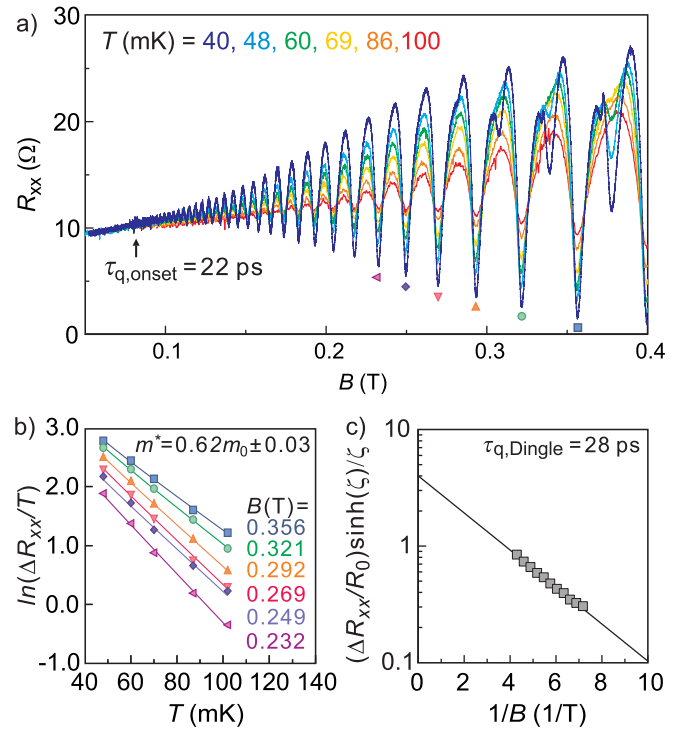 a)
T (mK) = 40, 48, 60, 69, 86, 100
30
20
10
0
Rxx (Ω)
τq,onset = 22 ps
0.1 0.2 0.3 0.4
B (T)
b)
m* = 0.62m0 ± 0.03
3.0
2.0
1.0
0.0
-1.0
ln(ΔRxx/T)
B(T)=
0.356
0.321
0.292
0.269
0.249
0.232
40 60 80 100 120 140
T (mK)
c)
τq,Dingle = 28 ps
10
1
0.1
(ΔRxx/R0)sinh(ζ)/ζ
0 2 4 6 8 10
1/B (1/T)